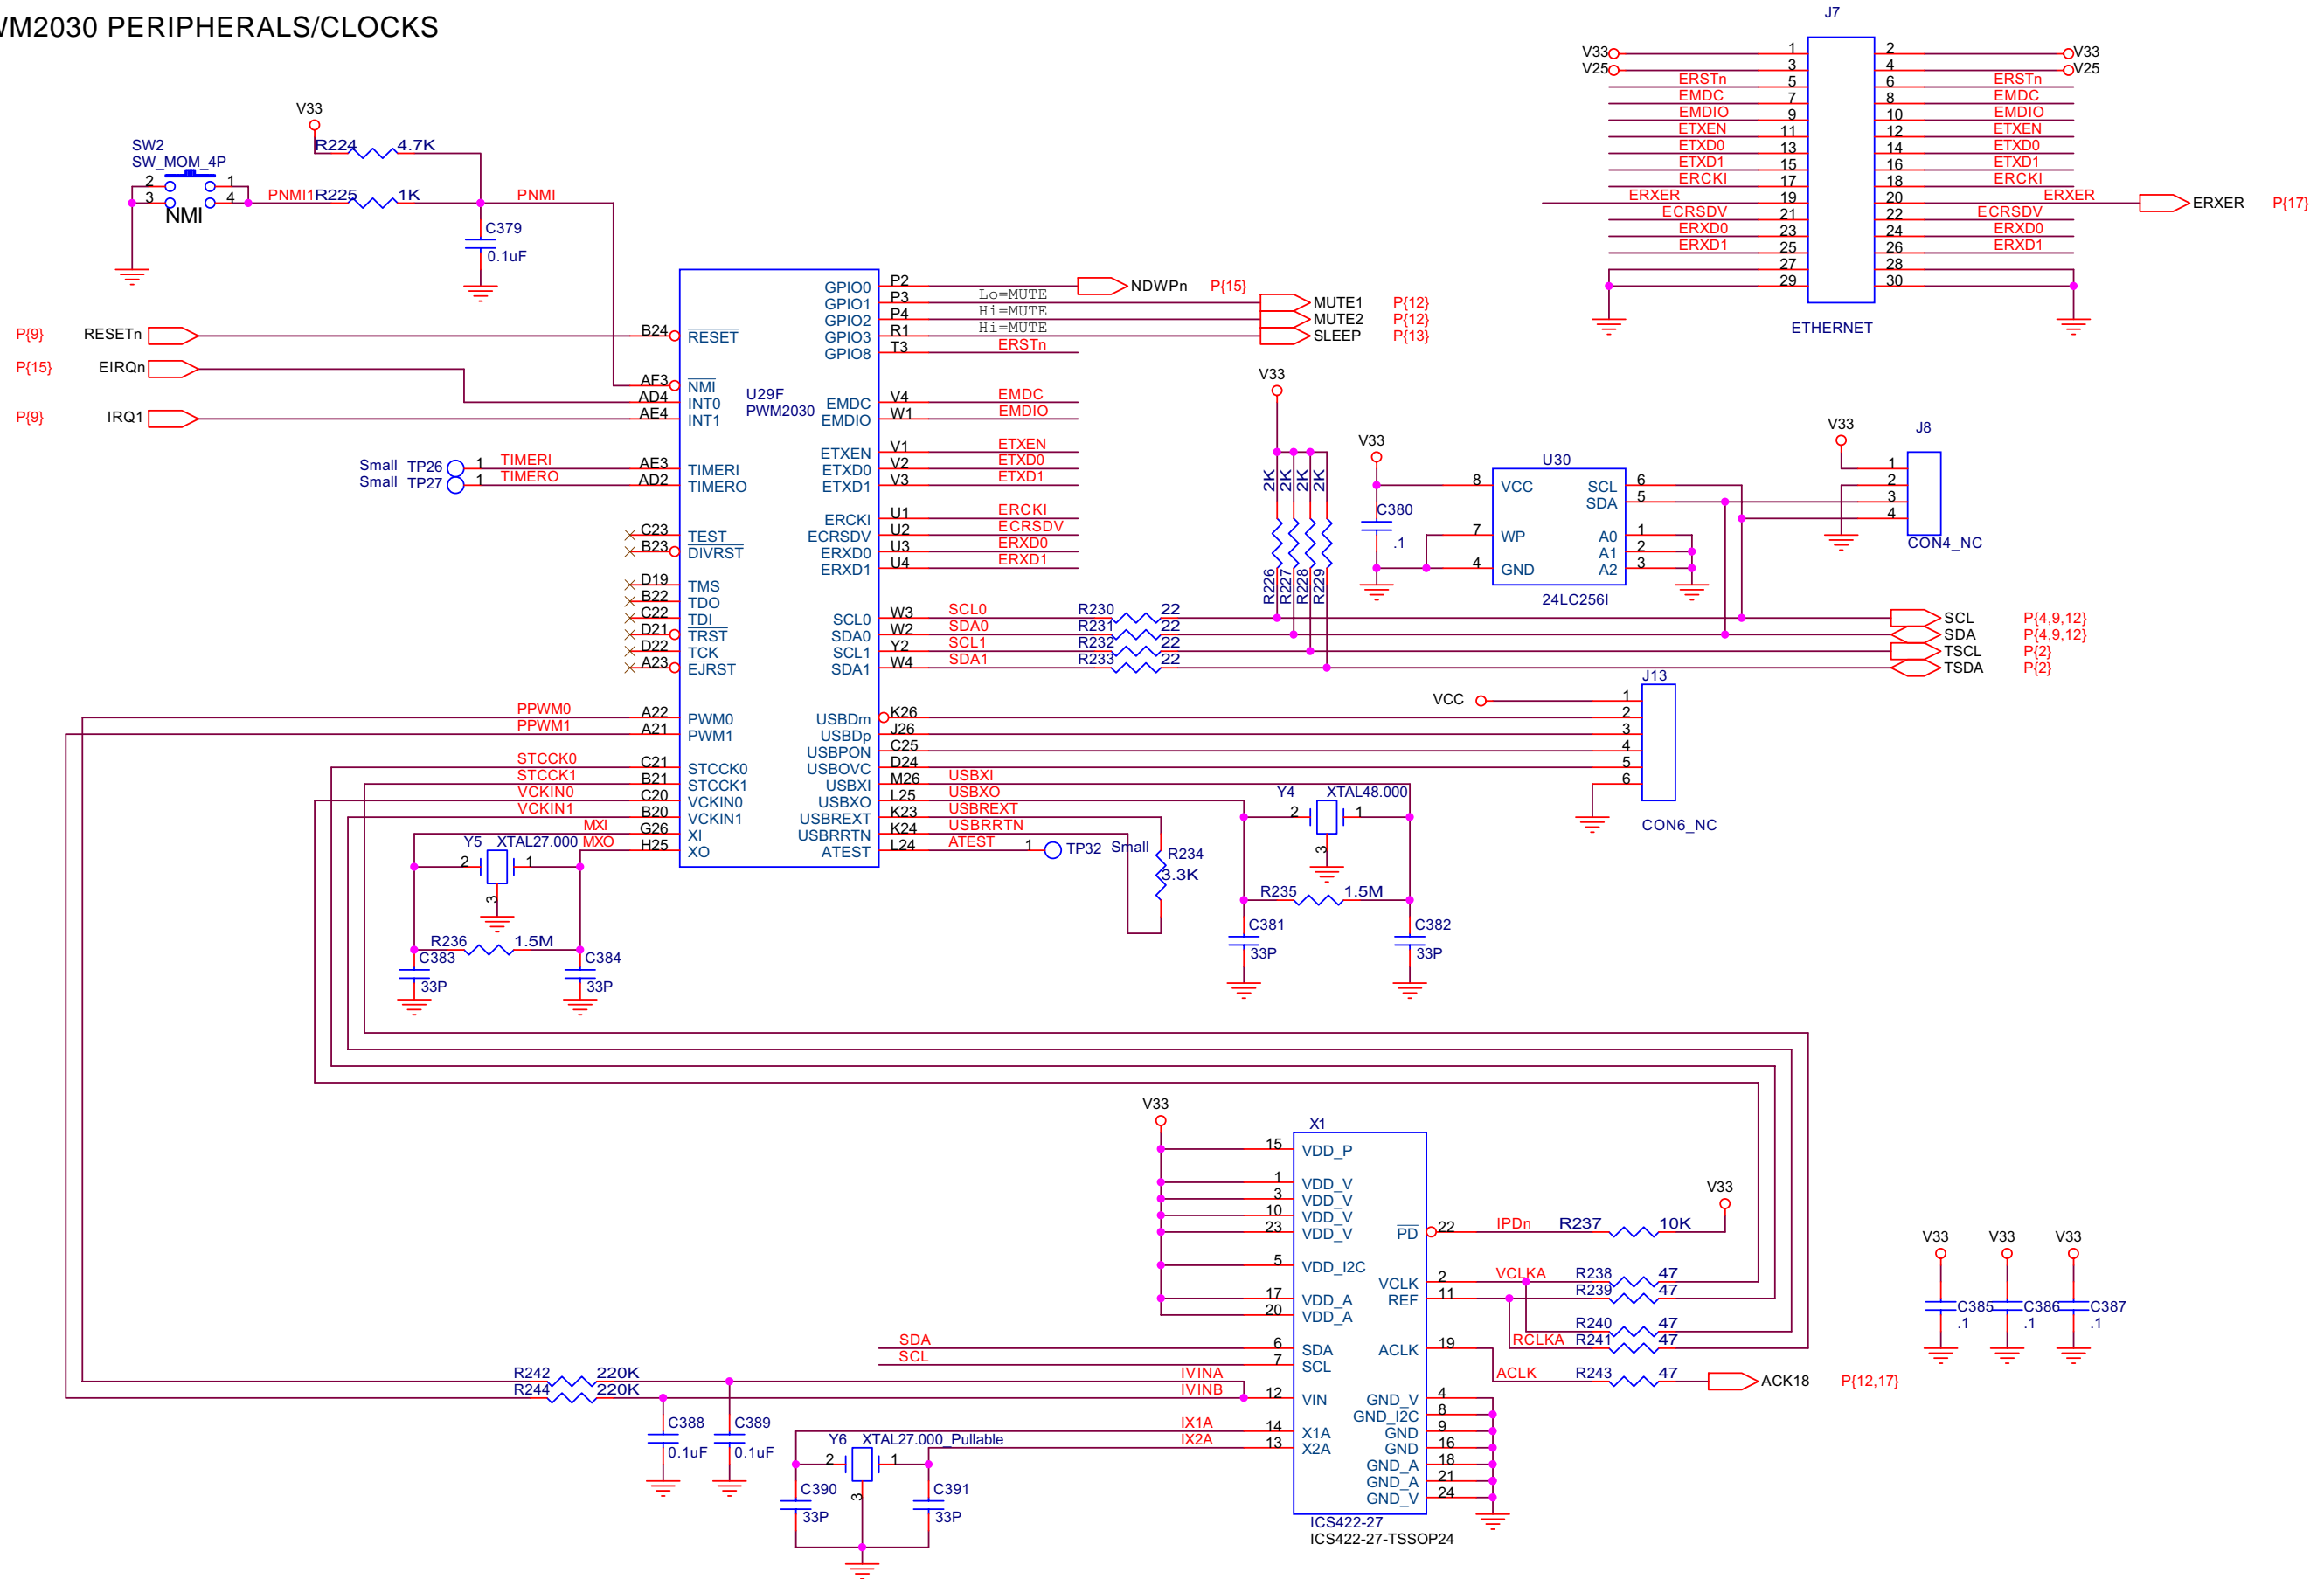 WM2030 PERIPHERALS/CLOCKS
J7
V33 1 2 V33
V25 3 4 V25
ERSTn 5 6 ERSTn
EMDC 7 8 EMDC
EMDIO 9 10 EMDIO
ETXEN 11 12 ETXEN
ETXD0 13 14 ETXD0
ETXD1 15 16 ETXD1
ERCKI 17 18 ERCKI
ERXER 19 20 ERXER ERXER P{17}
ECRSDV 21 22 ECRSDV
ERXD0 23 24 ERXD0
ERXD1 25 26 ERXD1
27 28
29 30
ETHERNET
V33
SW2
SW_MOM_4P
R224 4.7K
2 1
3 4
NMI
PNMI1 R225 1K PNMI
C379
0.1uF
P{9} RESETn B24 RESET
P{15} EIRQn
AF3 NMI
AD4 INT0
P{9} IRQ1 AE4 INT1
Small TP26 1 TIMERI AE3 TIMERI
Small TP27 1 TIMERO AD2 TIMERO
C23 TEST
B23 DIVRST
D19 TMS
B22 TDO
C22 TDI
D21 TRST
D22 TCK
A23 EJRST
PPWM0 A22 PWM0
PPWM1 A21 PWM1
STCCK0 C21 STCCK0
STCCK1 B21 STCCK1
VCKIN0 C20 VCKIN0
VCKIN1 B20 VCKIN1
MXI G26 XI
MXO H25 XO
U29F
PWM2030
GPIO0 P2 NDWPn P{15}
GPIO1 P3 Lo=MUTE MUTE1 P{12}
GPIO2 P4 Hi=MUTE MUTE2 P{12}
GPIO3 R1 Hi=MUTE SLEEP P{13}
GPIO8 T3 ERSTn
EMDC V4 EMDC
EMDIO W1 EMDIO
ETXEN V1 ETXEN
ETXD0 V2 ETXD0
ETXD1 V3 ETXD1
ERCKI U1 ERCKI
ECRSDV U2 ECRSDV
ERXD0 U3 ERXD0
ERXD1 U4 ERXD1
SCL0 W3 SCL0 R230 22 SCL P{4,9,12}
SDA0 W2 SDA0 R231 22 SDA P{4,9,12}
SCL1 Y2 SCL1 R232 22 TSCL P{2}
SDA1 W4 SDA1 R233 22 TSDA P{2}
USBDm K26
USBDp J26
USBPON C25
USBOVC D24
USBXI M26 USBXI
USBXO L25 USBXO
USBREXT K23 USBREXT
USBRRTN K24 USBRRTN
ATEST L24 ATEST 1 TP32 Small
V33
2K 2K 2K 2K
R226 R227 R228 R229
V33
C380
.1
U30
8 VCC SCL 6
SDA 5
7 WP A0 1
A1 2
4 GND A2 3
24LC256I
V33
J8
1
2
3
4
CON4_NC
J13
VCC 1
2
3
4
5
6
CON6_NC
Y5 XTAL27.000
2 1
3
R236 1.5M
C383
33P
C384
33P
R234
3.3K
Y4 XTAL48.000
2 1
3
R235 1.5M
C381
33P
C382
33P
V33
X1
15 VDD_P
1 VDD_V
3 VDD_V
10 VDD_V
23 VDD_V
5 VDD_I2C
17 VDD_A
20 VDD_A
SDA 6 SDA
SCL 7 SCL
R242 220K IVINA
R244 220K IVINB 12 VIN
IX1A 14 X1A
IX2A 13 X2A
C388
0.1uF
C389
0.1uF
Y6 XTAL27.000_Pullable
2 1
3
C390
33P
C391
33P
V33
PD 22 IPDn R237 10K
VCLK 2 VCLKA R238 47
REF 11 R239 47
R240 47
RCLKA R241 47
ACLK 19
ACLK R243 47 ACK18 P{12,17}
GND_V 4
GND_I2C 8
GND 9
GND 16
GND_A 18
GND_A 21
GND_V 24
ICS422-27
ICS422-27-TSSOP24
V33 V33 V33
C385 C386 C387
.1 .1 .1